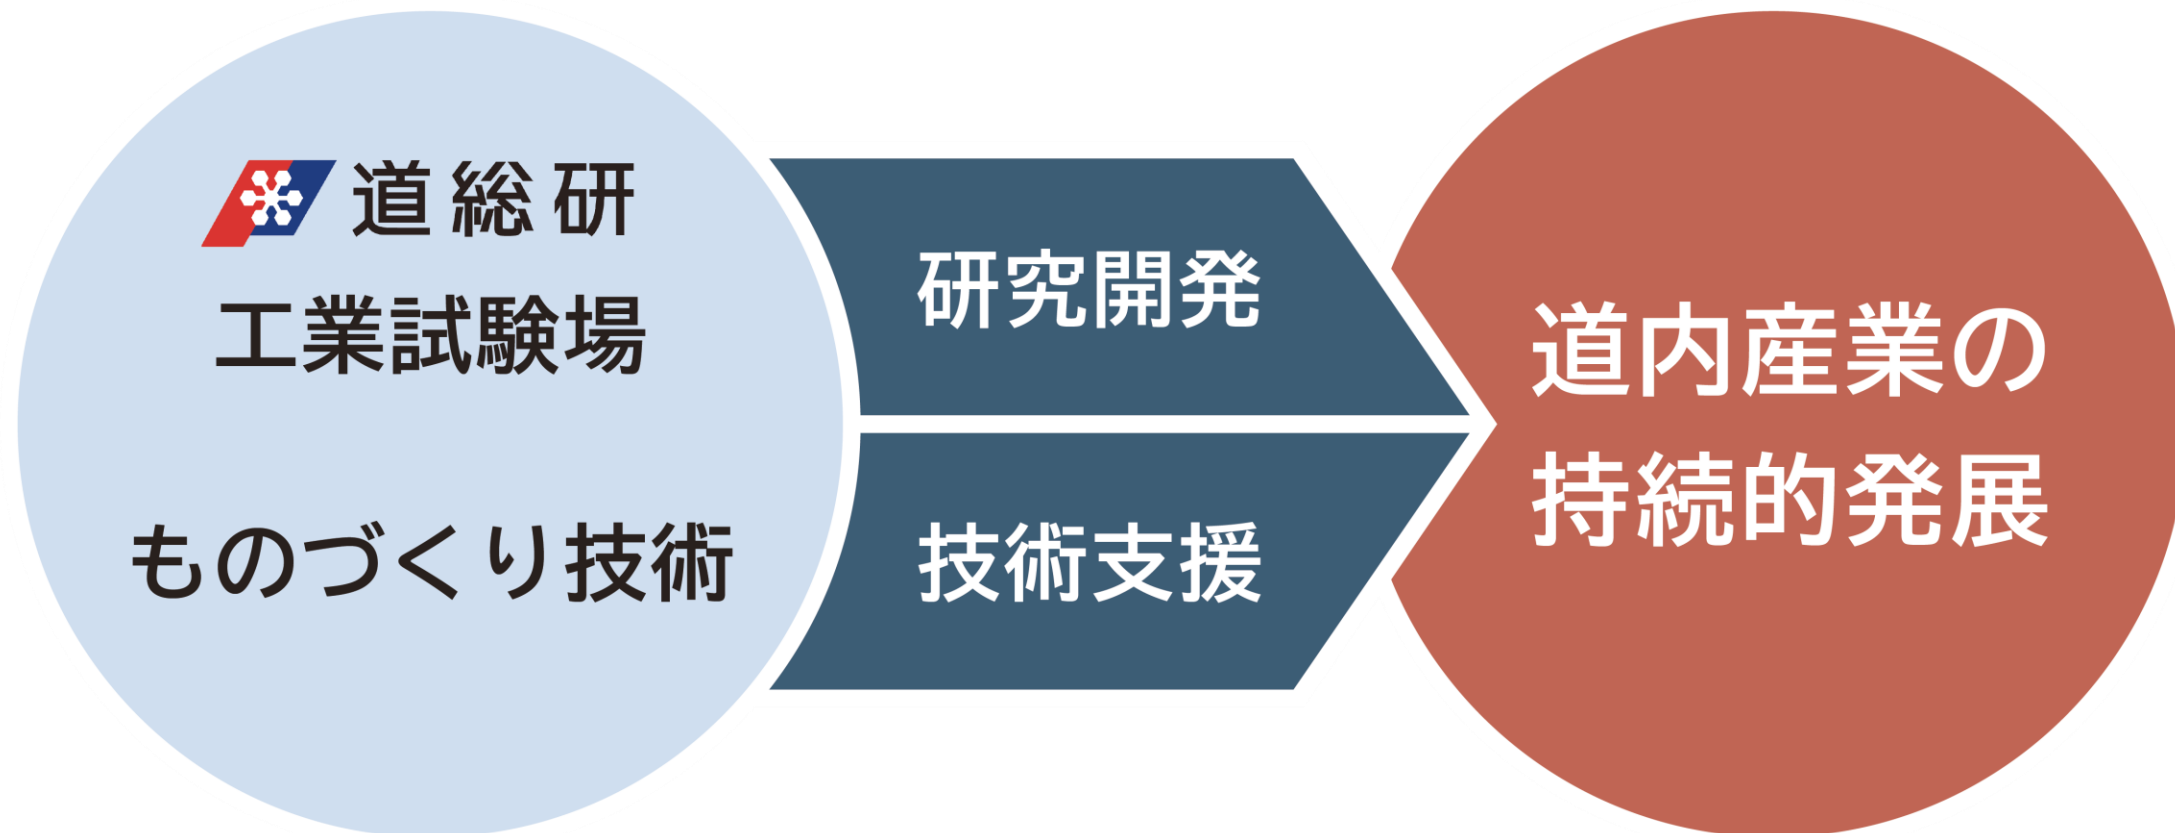 道総研
工業試験場
ものづくり技術
研究開発
技術支援
道内産業の
持続的発展